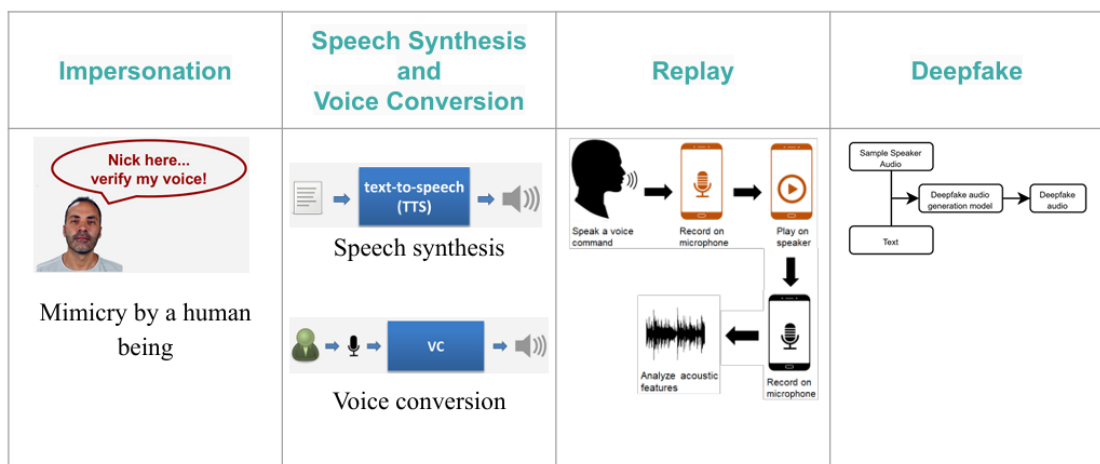 Impersonation
Speech Synthesis
and
Voice Conversion
Replay
Deepfake
Nick here...
verify my voice!
Mimicry by a human
being
text-to-speech
(TTS)
Speech synthesis
VC
Voice conversion
Speak a voice
command
Record on
microphone
Play on
speaker
Record on
microphone
Analyze acoustic
features
Sample Speaker
Audio
Text
Deepfake audio
generation model
Deepfake
audio